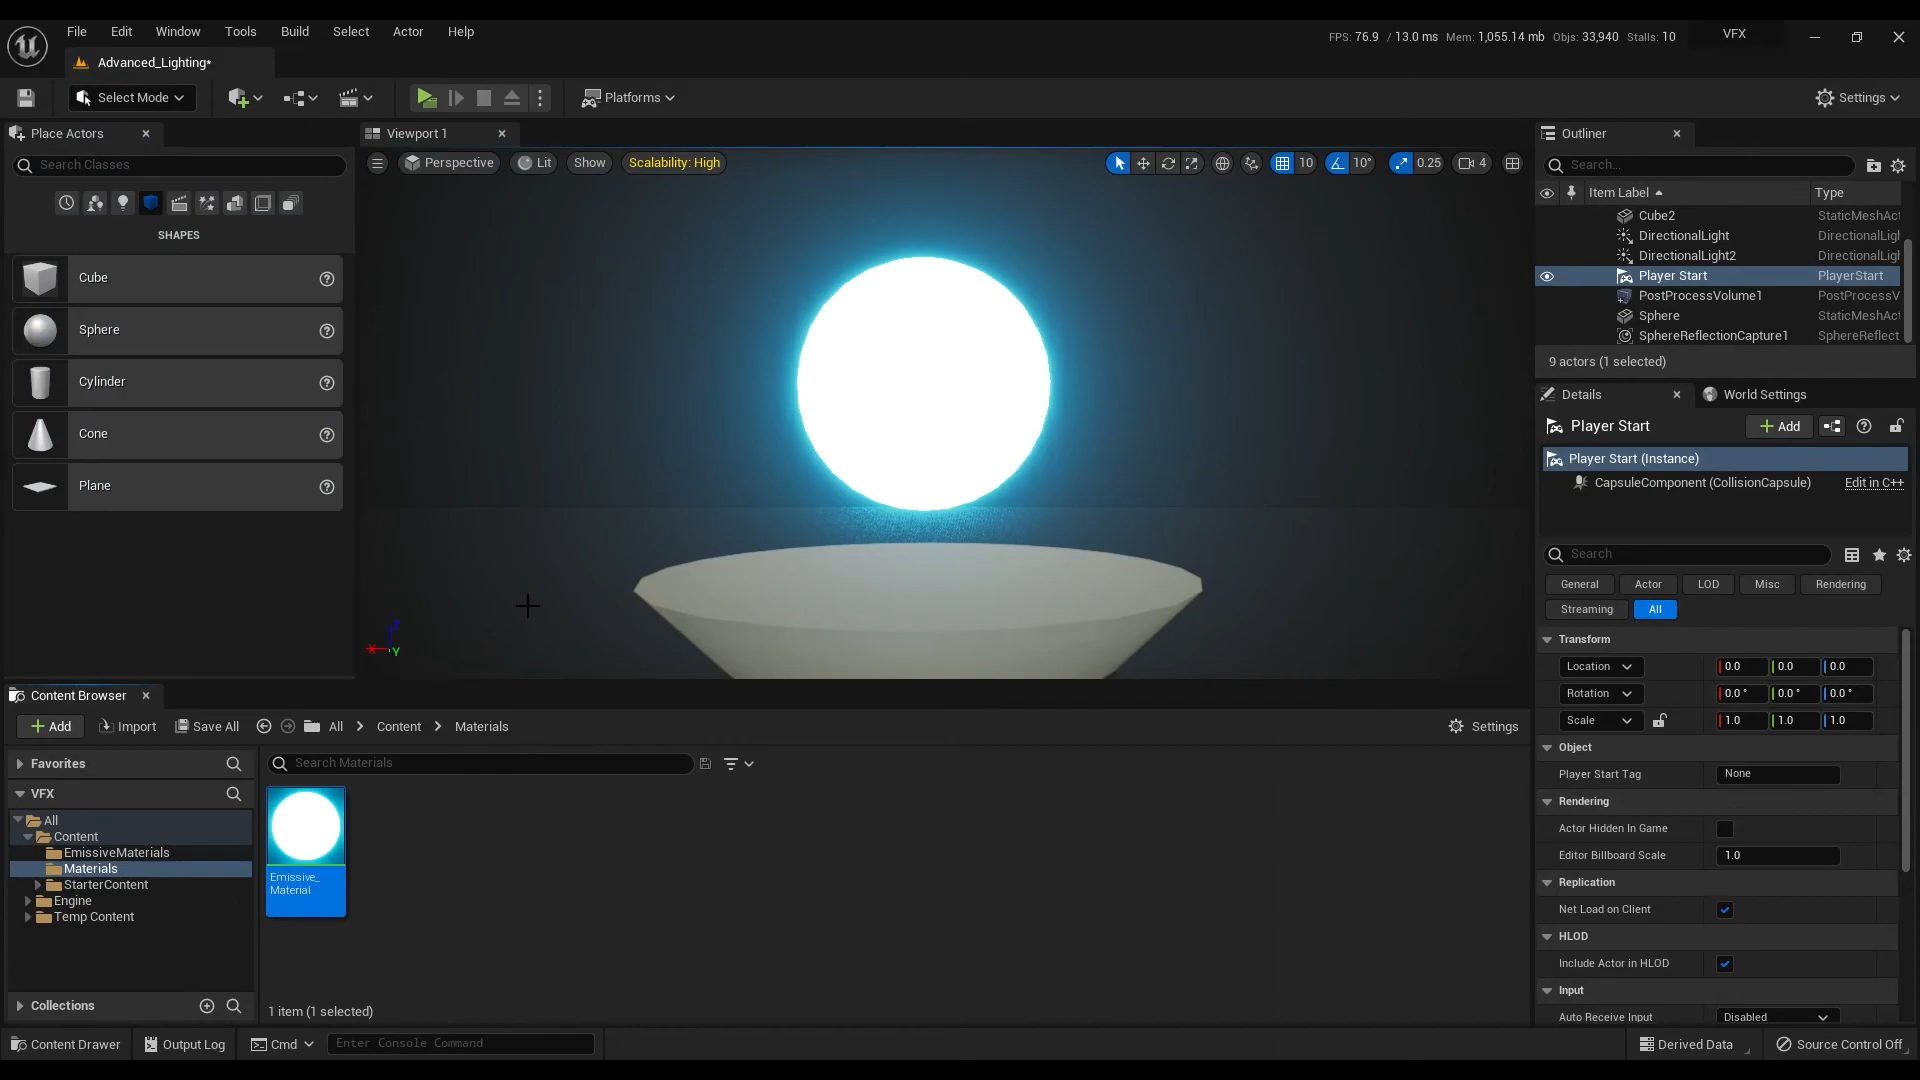 File Edit Window Tools Build Select Actor Help
FPS: 76.9 / 13.0 ms Mem: 1,055.14 mb Objs: 33,940 Stalls: 10
VFX
Advanced_Lighting*
Select Mode
Platforms
Settings
Place Actors
Search Classes
SHAPES
Cube
Sphere
Cylinder
Cone
Plane
Viewport 1
Perspective Lit Show Scalability: High
10 10° 0.25 4
Y
Outliner
Search...
Item Label Type
Cube2 StaticMeshAct
DirectionalLight DirectionalLigh
DirectionalLight2 DirectionalLigh
Player Start PlayerStart
PostProcessVolume1 PostProcessV
Sphere StaticMeshAct
SphereReflectionCapture1 SphereReflect
9 actors (1 selected)
Details World Settings
Player Start Add
Player Start (Instance)
CapsuleComponent (CollisionCapsule) Edit in C++
Search
General Actor LOD Misc Rendering
Streaming All
Transform
Location 0.0 0.0 0.0
Rotation 0.0 ° 0.0 ° 0.0 °
Scale 1.0 1.0 1.0
Object
Player Start Tag None
Rendering
Actor Hidden In Game
Editor Billboard Scale 1.0
Replication
Net Load on Client
HLOD
Include Actor in HLOD
Input
Auto Receive Input Disabled
Content Browser
Add Import Save All All Content Materials Settings
Favorites
VFX
All
Content
EmissiveMaterials
Materials
StarterContent
Engine
Temp Content
Collections
Search Materials
Emissive_
Material
1 item (1 selected)
Content Drawer Output Log Cmd Enter Console Command Derived Data Source Control Off